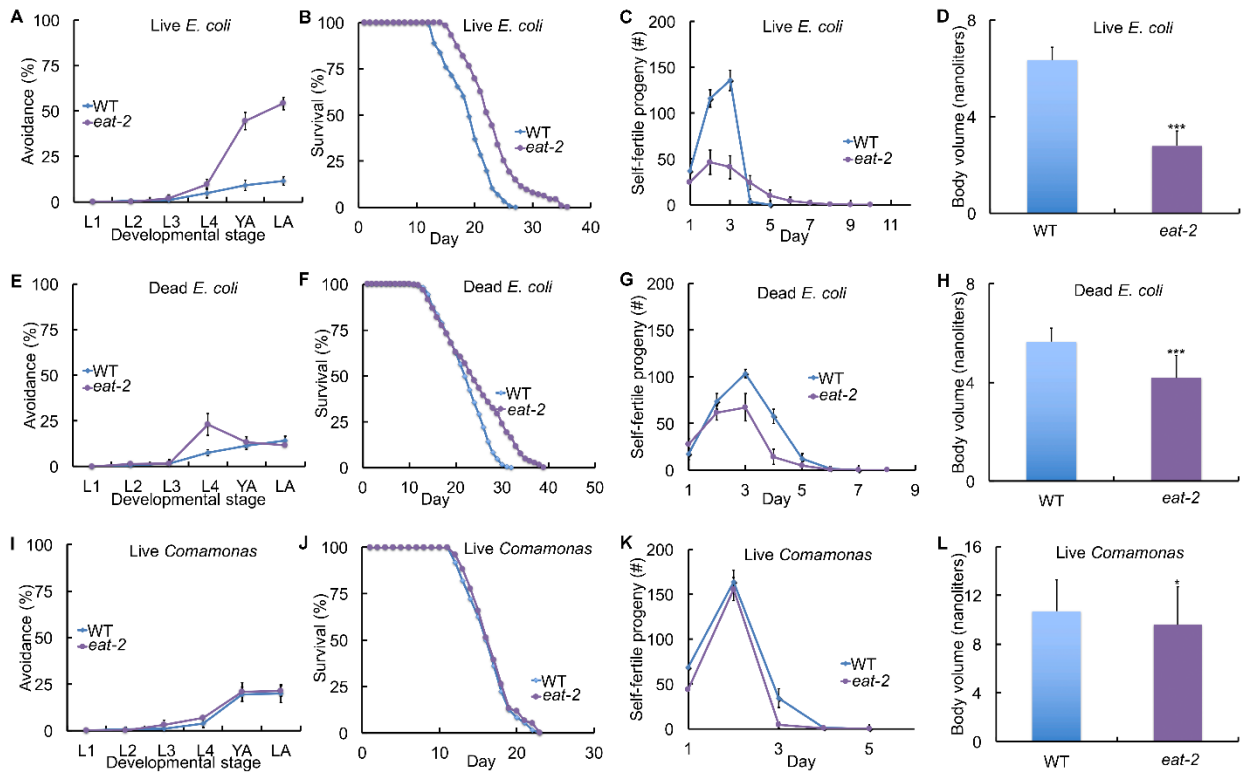 A
Live E. coli
Avoidance (%)
100
75
50
25
0
WT
eat-2
L1 L2 L3 L4 YA LA
Developmental stage
B
Live E. coli
Survival (%)
100
75
50
25
0
WT
eat-2
0 10 20 30 40
Day
C
Live E. coli
Self-fertile progeny (#)
200
150
100
50
0
WT
eat-2
1 3 5 7 9 11
Day
D
Live E. coli
Body volume (nanoliters)
8
6
2
0
***
WT eat-2
E
Dead E. coli
Avoidance (%)
100
75
50
25
0
WT
eat-2
L1 L2 L3 L4 YA LA
Developmental stage
F
Dead E. coli
Survival (%)
100
75
50
25
0
WT
eat-2
0 10 20 30 40 50
Day
G
Dead E. coli
Self-fertile progeny (#)
200
150
100
50
0
WT
eat-2
1 3 5 7 9
Day
H
Dead E. coli
Body volume (nanoliters)
8
6
4
0
***
WT eat-2
I
Live Comamonas
Avoidance (%)
100
75
50
25
0
WT
eat-2
L1 L2 L3 L4 YA LA
Developmental stage
J
Live Comamonas
Survival (%)
100
75
50
25
0
WT
eat-2
0 10 20 30
Day
K
Live Comamonas
Self-fertile progeny (#)
200
150
100
50
0
WT
eat-2
1 3 5
Day
L
Live Comamonas
Body volume (nanoliters)
16
12
8
4
0
*
WT eat-2